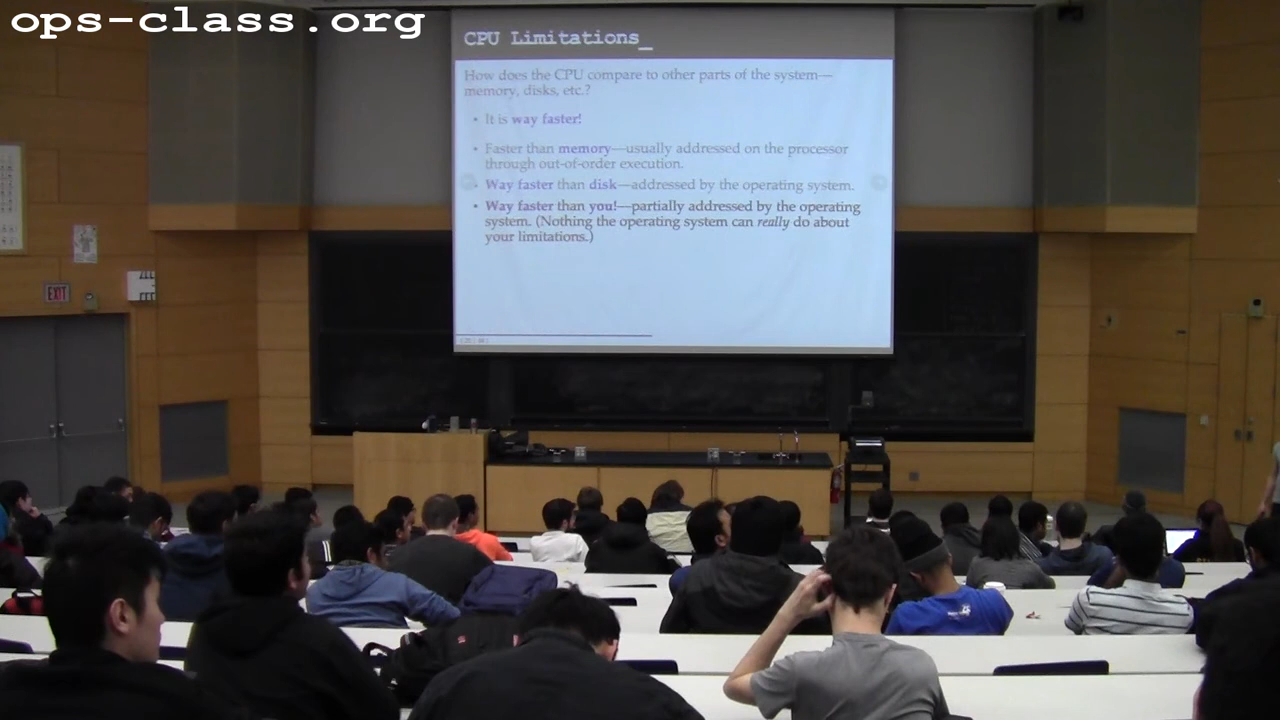 ops-class.org
CPU Limitations_
How does the CPU compare to other parts of the system—
memory, disks, etc.?
• It is way faster!
• Faster than memory—usually addressed on the processor
through out-of-order execution.
• Way faster than disk—addressed by the operating system.
• Way faster than you!—partially addressed by the operating
system. (Nothing the operating system can really do about
your limitations.)
EXIT